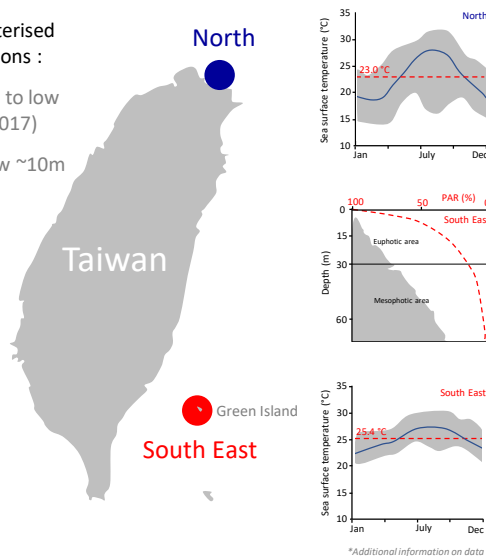 terised
ons :
to low
017)
w ~10m
North
Taiwan
Green Island
South East
North
Sea surface temperature (°C)
35
30
25
20
15
10
23.0 °C
Jan
July
Dec
PAR (%)
100
50
South Eas
Depth (m)
0
15
30
60
Euphotic area
Mesophotic area
South East
Sea surface temperature (°C)
35
30
25
20
15
10
25.4 °C
Jan
July
Dec
*Additional information on data